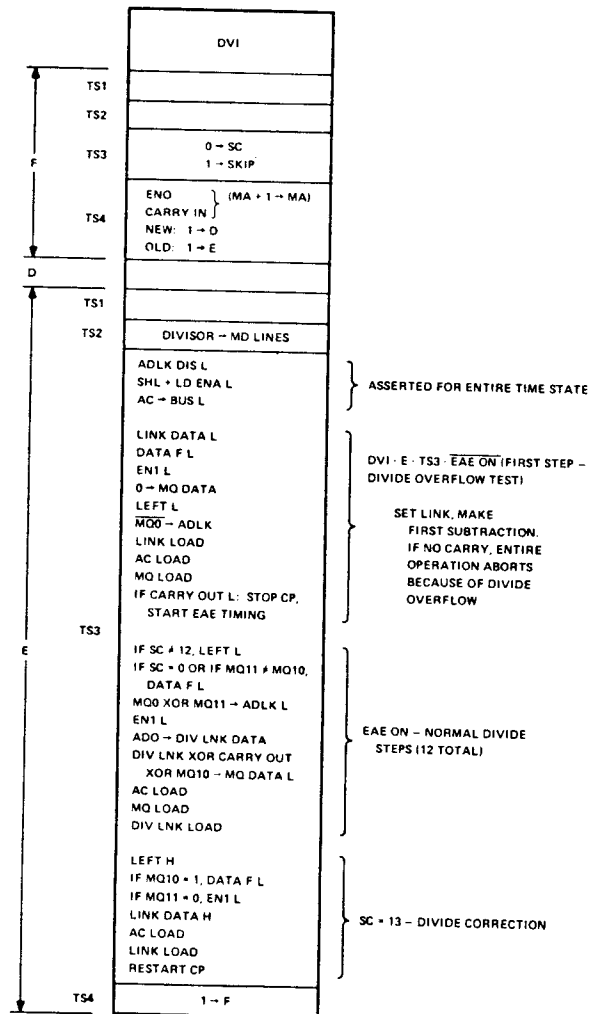 DVI
F
TS1
TS2
TS3
0 → SC
1 → SKIP
TS4
EN0
CARRY IN
(MA + 1 → MA)
NEW: 1 → D
OLD: 1 → E
D
E
TS1
TS2
DIVISOR → MD LINES
TS3
ADLK DIS L
SHL + LD ENA L
AC → BUS L
ASSERTED FOR ENTIRE TIME STATE
LINK DATA L
DATA F L
EN1 L
0 → MQ DATA
LEFT L
M̅Q̅0̅ → ADLK
LINK LOAD
AC LOAD
MQ LOAD
IF CARRY OUT L: STOP CP,
START EAE TIMING
DVI · E · TS3 · E̅A̅E̅ ̅O̅N̅ (FIRST STEP –
DIVIDE OVERFLOW TEST)
SET LINK, MAKE
FIRST SUBTRACTION.
IF NO CARRY, ENTIRE
OPERATION ABORTS
BECAUSE OF DIVIDE
OVERFLOW
IF SC ≠ 12, LEFT L
IF SC = 0 OR IF MQ11 ≠ MQ10,
DATA F L
MQ0 XOR MQ11 → ADLK L
EN1 L
AD0 → DIV LNK DATA
DIV LNK XOR CARRY OUT
XOR MQ10 → MQ DATA L
AC LOAD
MQ LOAD
DIV LNK LOAD
EAE ON – NORMAL DIVIDE
STEPS (12 TOTAL)
LEFT H
IF MQ10 = 1, DATA F L
IF MQ11 = 0, EN1 L
LINK DATA H
AC LOAD
LINK LOAD
RESTART CP
SC = 13 – DIVIDE CORRECTION
TS4
1 → F